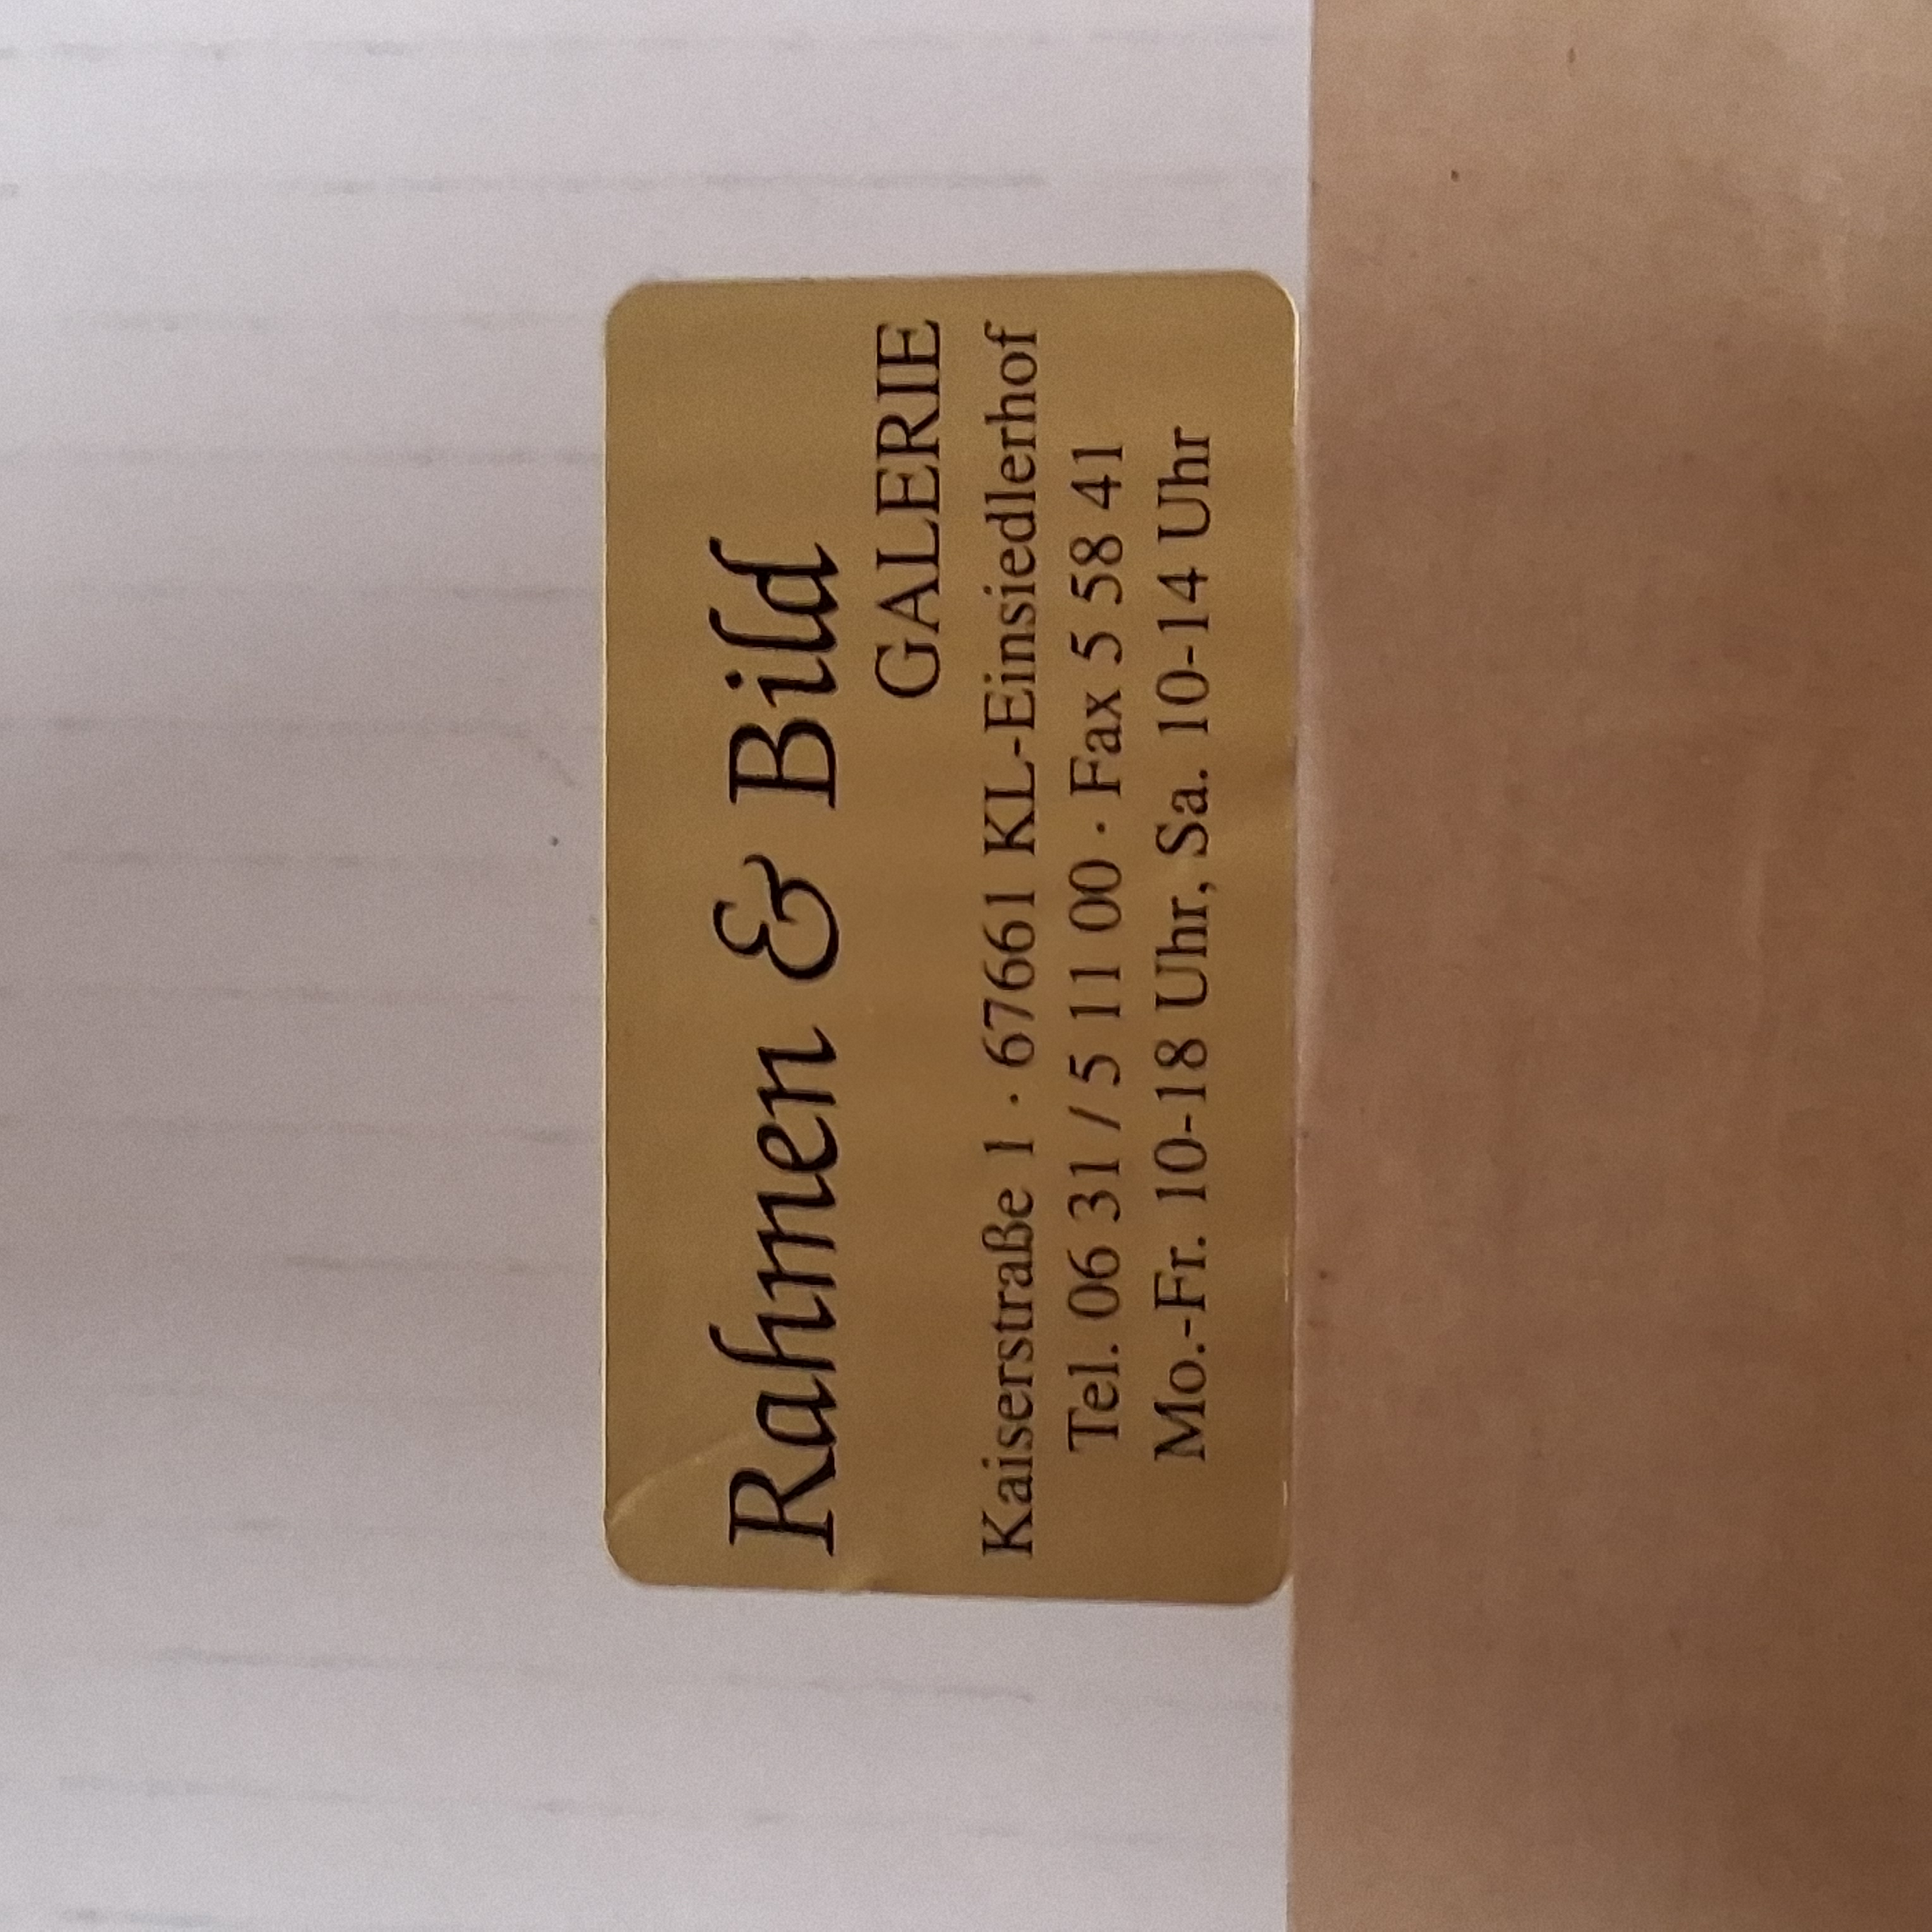 Rahmen & Bild
GALERIE
Kaiserstraße 1 · 67661 KL-Einsiedlerhof
Tel. 06 31 / 5 11 00 · Fax 5 58 41
Mo.-Fr. 10-18 Uhr, Sa. 10-14 Uhr